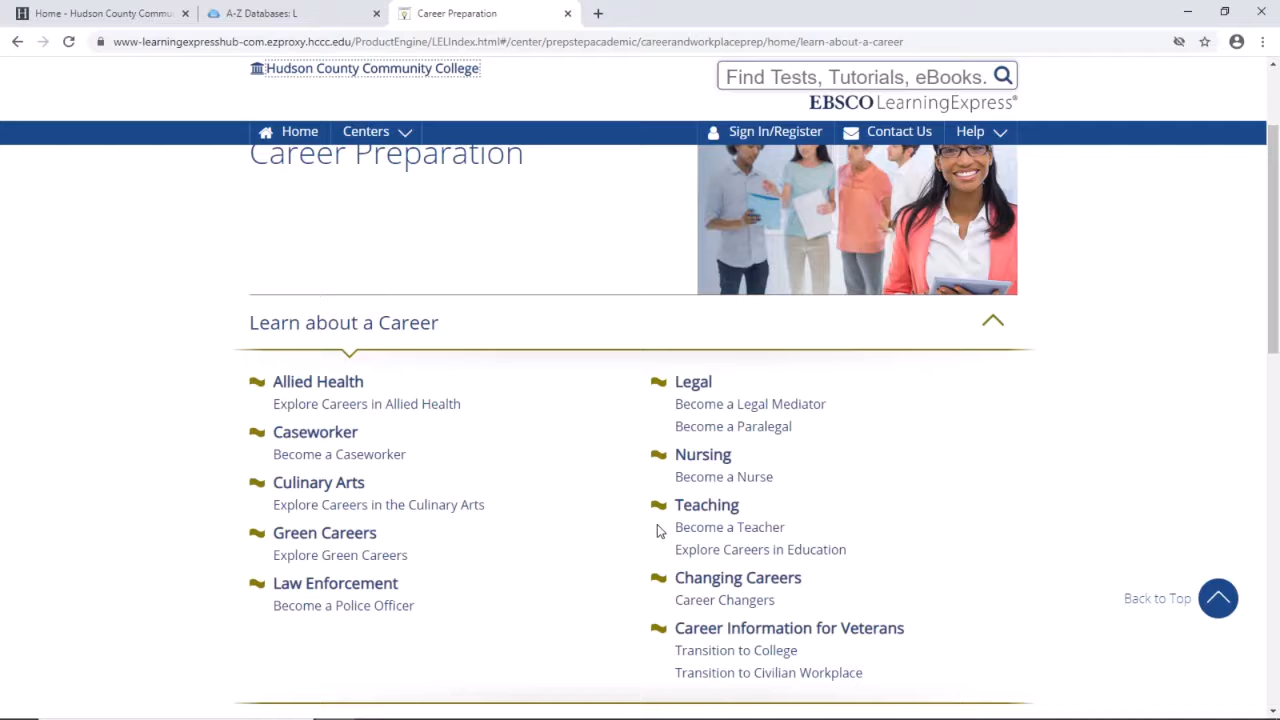 Home - Hudson County Commu
A-Z Databases: L
Career Preparation
www-learningexpresshub-com.ezproxy.hccc.edu/ProductEngine/LELIndex.html#/center/prepstepacademic/careerandworkplaceprep/home/learn-about-a-career
Hudson County Community College
Find Tests, Tutorials, eBooks.
EBSCO LearningExpress®
Home
Centers
Sign In/Register
Contact Us
Help
Career Preparation
Learn about a Career
Allied Health
Explore Careers in Allied Health
Caseworker
Become a Caseworker
Culinary Arts
Explore Careers in the Culinary Arts
Green Careers
Explore Green Careers
Law Enforcement
Become a Police Officer
Legal
Become a Legal Mediator
Become a Paralegal
Nursing
Become a Nurse
Teaching
Become a Teacher
Explore Careers in Education
Changing Careers
Career Changers
Career Information for Veterans
Transition to College
Transition to Civilian Workplace
Back to Top